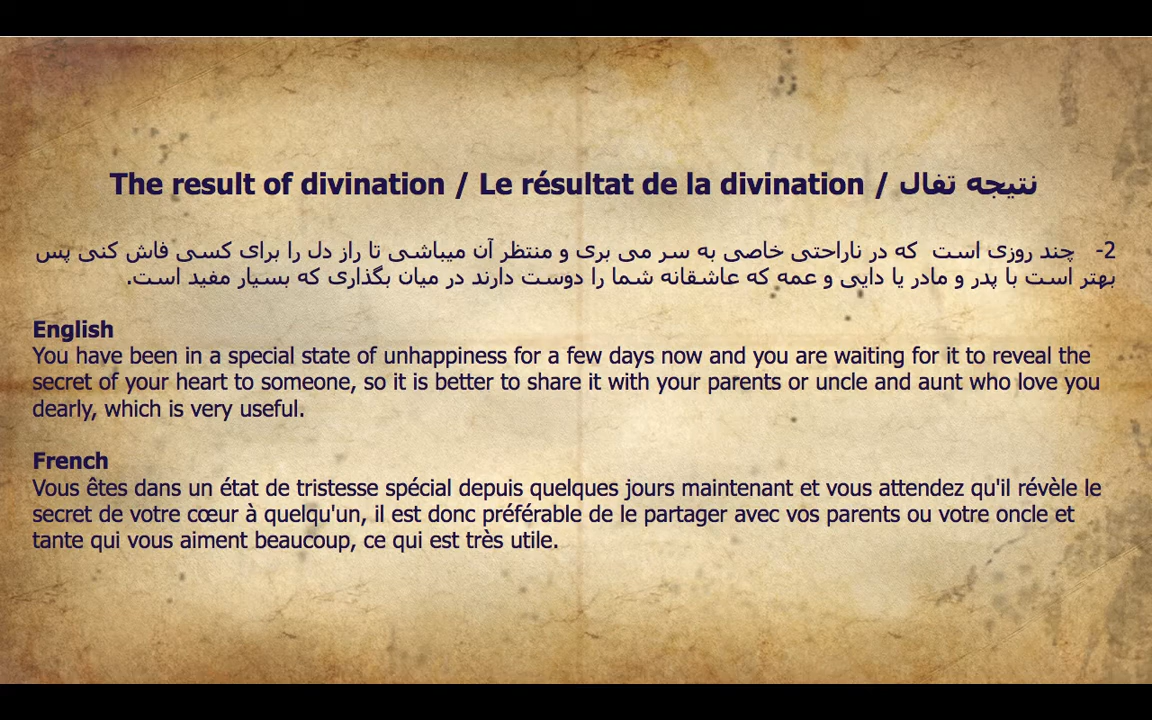 The result of divination / Le résultat de la divination / نتیجه تفال
2- چند روزی است که در ناراحتی خاصی به سر می بری و منتظر آن میباشی تا راز دل را برای کسی فاش کنی پس
بهتر است با پدر و مادر یا دایی و عمه که عاشقانه شما را دوست دارند در میان بگذاری که بسیار مفید است.
English
You have been in a special state of unhappiness for a few days now and you are waiting for it to reveal the
secret of your heart to someone, so it is better to share it with your parents or uncle and aunt who love you
dearly, which is very useful.
French
Vous êtes dans un état de tristesse spécial depuis quelques jours maintenant et vous attendez qu'il révèle le
secret de votre cœur à quelqu'un, il est donc préférable de le partager avec vos parents ou votre oncle et
tante qui vous aiment beaucoup, ce qui est très utile.